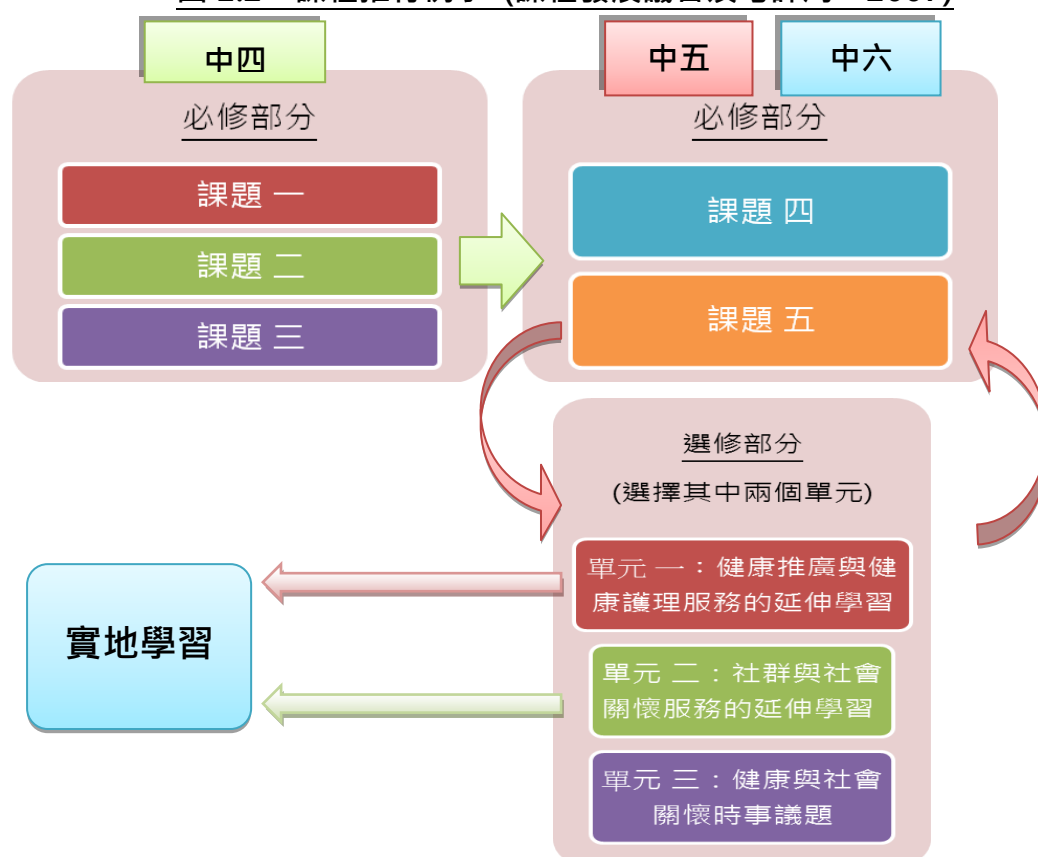 中四
必修部分
課題 一
課題 二
課題 三
中五
中六
必修部分
課題 四
課題 五
選修部分
(選擇其中兩個單元)
單元 一：健康推廣與健
康護理服務的延伸學習
單元 二：社群與社會
關懷服務的延伸學習
單元 三：健康與社會
關懷時事議題
實地學習